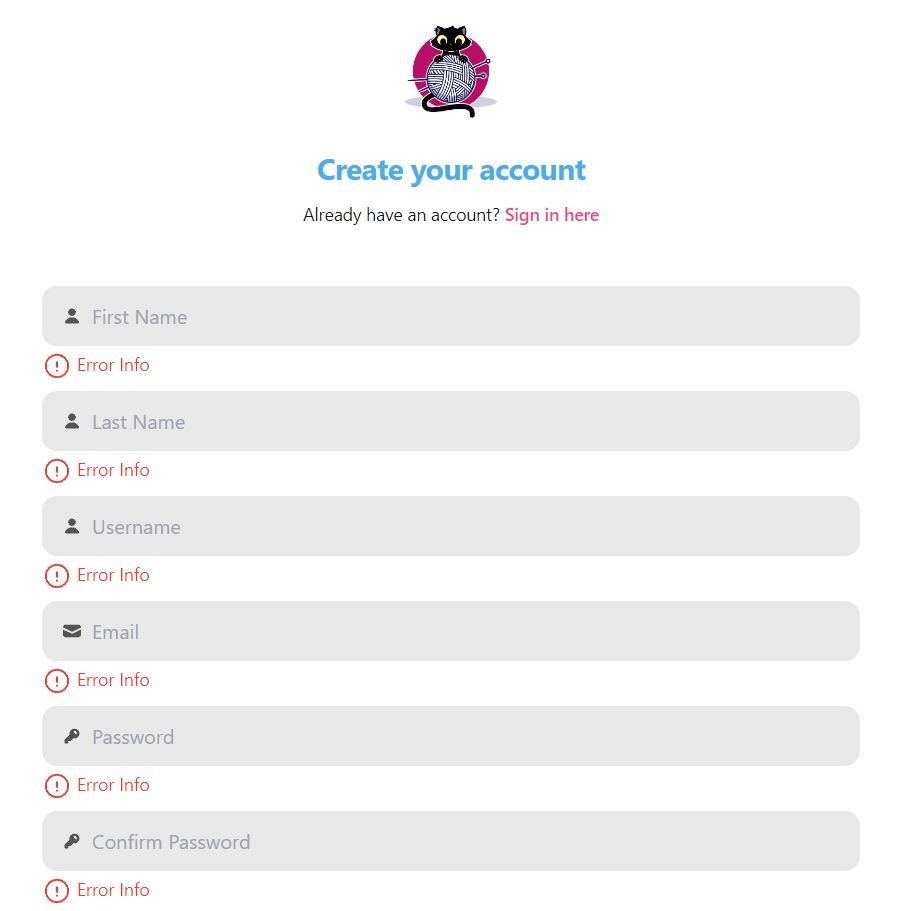 Create your account
Already have an account? Sign in here
First Name
Error Info
Last Name
Error Info
Username
Error Info
Email
Error Info
Password
Error Info
Confirm Password
Error Info